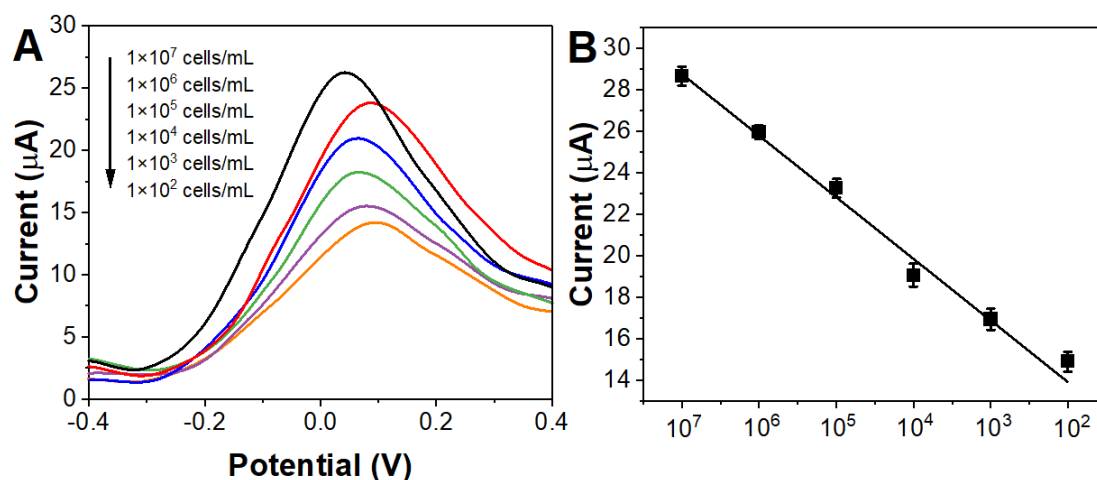 A
30
25
20
15
10
5
0
Current (μA)
1×10⁷ cells/mL
1×10⁶ cells/mL
1×10⁵ cells/mL
1×10⁴ cells/mL
1×10³ cells/mL
1×10² cells/mL
-0.4 -0.2 0.0 0.2 0.4
Potential (V)
B
30
28
26
24
22
20
18
16
14
Current (μA)
10⁷ 10⁶ 10⁵ 10⁴ 10³ 10²